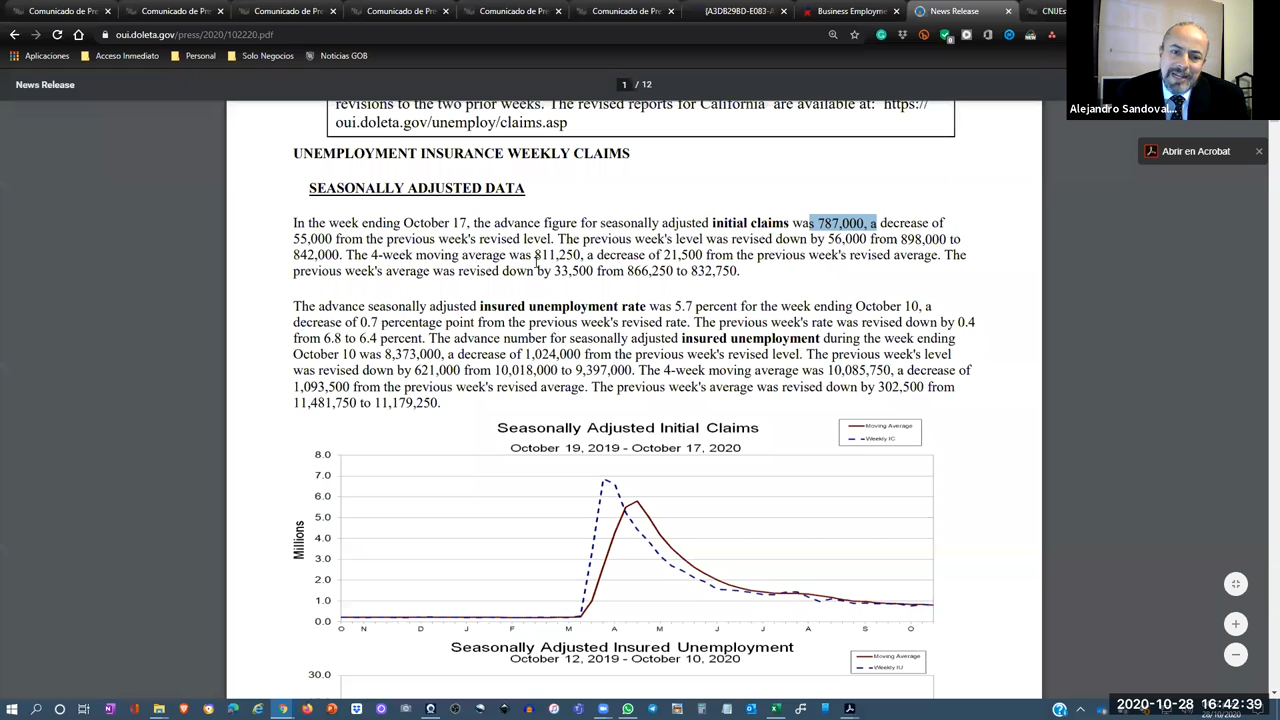 Comunicado de Pr
Comunicado de Pr
Comunicado de Pr
Comunicado de Pr
Comunicado de Pr
Comunicado de Pr
{A3DB29BD-E083-A
Business Employme
News Release
CNIJEs
oui.doleta.gov/press/2020/102220.pdf
Aplicaciones
Acceso Inmediato
Personal
Solo Negocios
Noticias GOB
Alejandro Sandoval...
News Release
1 / 12
Abrir en Acrobat
revisions to the two prior weeks. The revised reports for California are available at: https://
oui.doleta.gov/unemploy/claims.asp
UNEMPLOYMENT INSURANCE WEEKLY CLAIMS
SEASONALLY ADJUSTED DATA
In the week ending October 17, the advance figure for seasonally adjusted initial claims was 787,000, a decrease of
55,000 from the previous week's revised level. The previous week's level was revised down by 56,000 from 898,000 to
842,000. The 4-week moving average was 811,250, a decrease of 21,500 from the previous week's revised average. The
previous week's average was revised down by 33,500 from 866,250 to 832,750.
The advance seasonally adjusted insured unemployment rate was 5.7 percent for the week ending October 10, a
decrease of 0.7 percentage point from the previous week's revised rate. The previous week's rate was revised down by 0.4
from 6.8 to 6.4 percent. The advance number for seasonally adjusted insured unemployment during the week ending
October 10 was 8,373,000, a decrease of 1,024,000 from the previous week's revised level. The previous week's level
was revised down by 621,000 from 10,018,000 to 9,397,000. The 4-week moving average was 10,085,750, a decrease of
1,093,500 from the previous week's revised average. The previous week's average was revised down by 302,500 from
11,481,750 to 11,179,250.
Seasonally Adjusted Initial Claims
October 19, 2019 - October 17, 2020
Moving Average
Weekly IC
Millions
8.0
7.0
6.0
5.0
4.0
3.0
2.0
1.0
0.0
O N D J F M A M J J A S O
Seasonally Adjusted Insured Unemployment
October 12, 2019 - October 10, 2020
Moving Average
Weekly IU
30.0
2020-10-28 16:42:39
28/10/2020